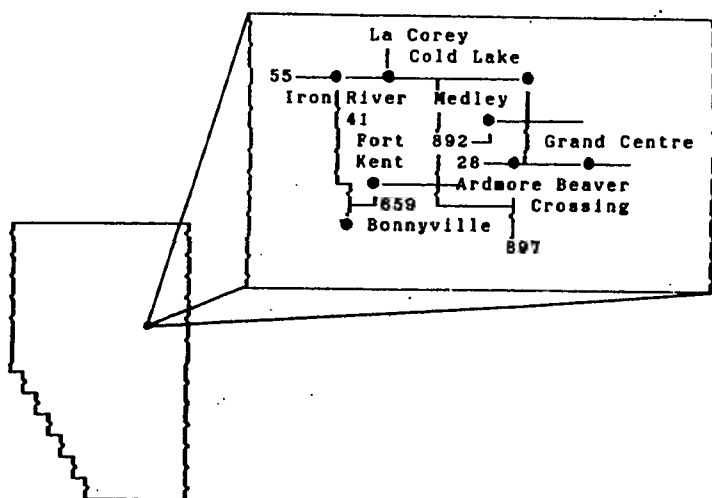 La Corey
Cold Lake
55
Iron River Medley
41
Fort 892 Grand Centre
Kent 28
Ardmore Beaver
659 Crossing
Bonnyville
897